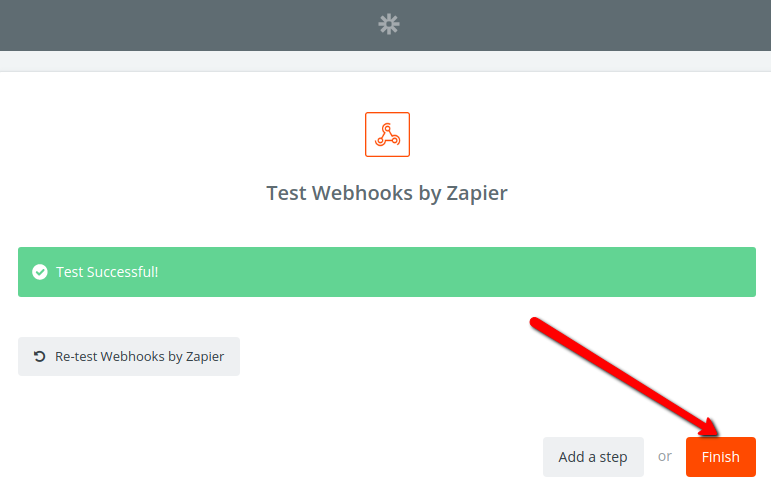 Test Webhooks by Zapier
Test Successful!
Re-test Webhooks by Zapier
Add a step or Finish